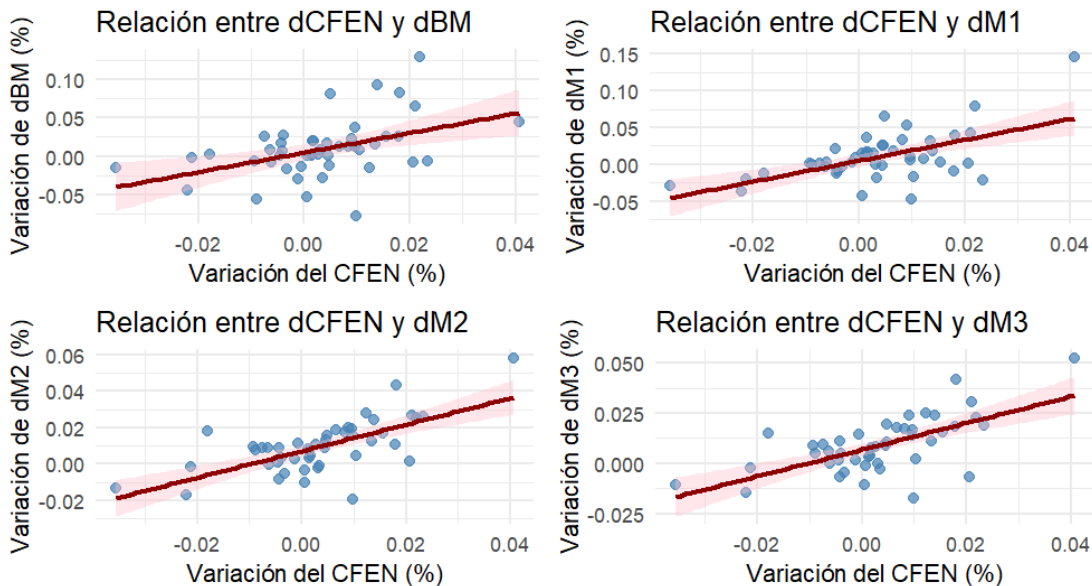 Relación entre dCFEN y dBM
Variación de dBM (%)
0.10
0.05
0.00
-0.05
-0.02
0.00
0.02
0.04
Variación del CFEN (%)
Relación entre dCFEN y dM1
Variación de dM1 (%)
0.15
0.10
0.05
0.00
-0.05
-0.02
0.00
0.02
0.04
Variación del CFEN (%)
Relación entre dCFEN y dM2
Variación de dM2 (%)
0.06
0.04
0.02
0.00
-0.02
-0.02
0.00
0.02
0.04
Variación del CFEN (%)
Relación entre dCFEN y dM3
Variación de dM3 (%)
0.050
0.025
0.000
-0.025
-0.02
0.00
0.02
0.04
Variación del CFEN (%)